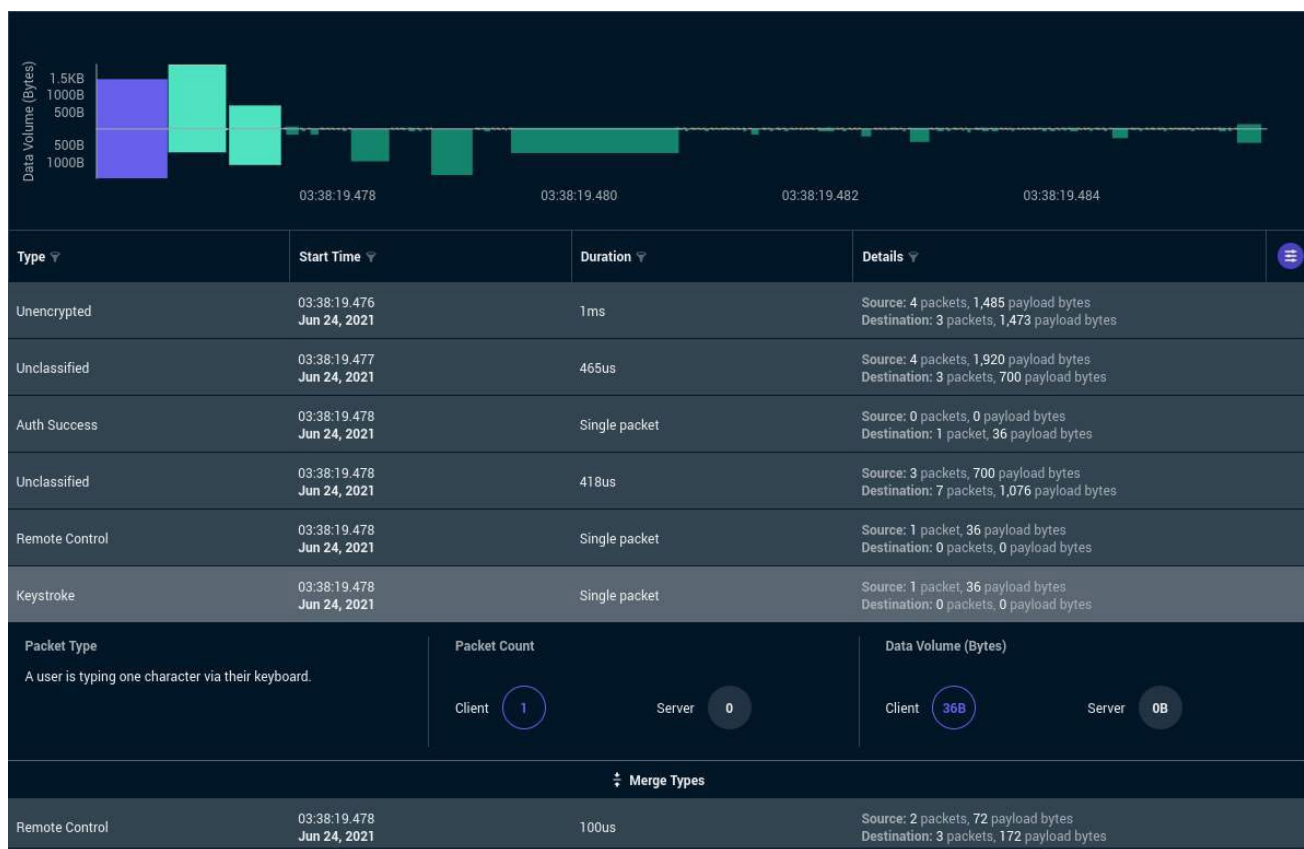 Data Volume (Bytes)
1.5KB
1000B
500B
500B
1000B
03:38:19.478 03:38:19.480 03:38:19.482 03:38:19.484
Type Start Time Duration Details
Unencrypted 03:38:19.476 1ms Source: 4 packets, 1,485 payload bytes
Jun 24, 2021 Destination: 3 packets, 1,473 payload bytes
Unclassified 03:38:19.477 465us Source: 4 packets, 1,920 payload bytes
Jun 24, 2021 Destination: 3 packets, 700 payload bytes
Auth Success 03:38:19.478 Single packet Source: 0 packets, 0 payload bytes
Jun 24, 2021 Destination: 1 packet, 36 payload bytes
Unclassified 03:38:19.478 418us Source: 3 packets, 700 payload bytes
Jun 24, 2021 Destination: 7 packets, 1,076 payload bytes
Remote Control 03:38:19.478 Single packet Source: 1 packet, 36 payload bytes
Jun 24, 2021 Destination: 0 packets, 0 payload bytes
Keystroke 03:38:19.478 Single packet Source: 1 packet, 36 payload bytes
Jun 24, 2021 Destination: 0 packets, 0 payload bytes
Packet Type Packet Count Data Volume (Bytes)
A user is typing one character via their keyboard.
Client 1 Server 0 Client 36B Server 0B
Merge Types
Remote Control 03:38:19.478 100us Source: 2 packets, 72 payload bytes
Jun 24, 2021 Destination: 3 packets, 172 payload bytes